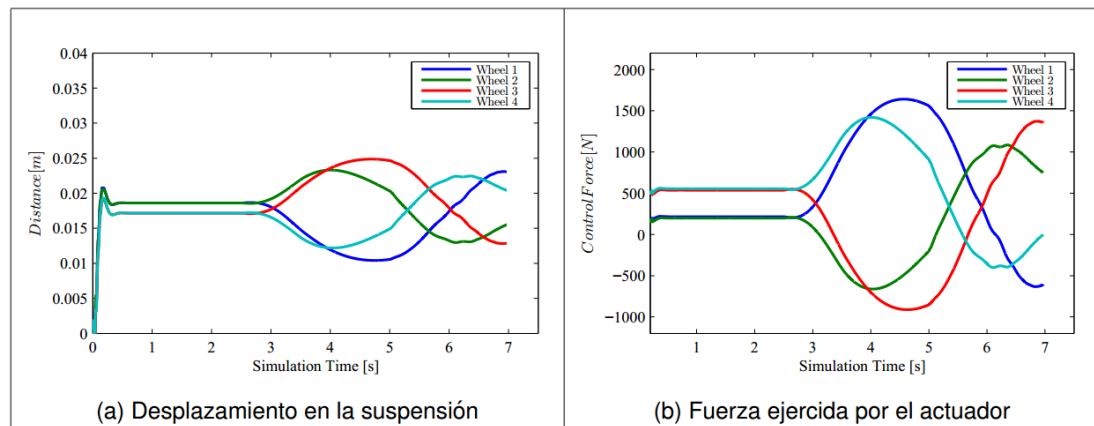 0.04
0.035
0.03
0.025
0.02
0.015
0.01
0.005
0
Distance[m]
0 1 2 3 4 5 6 7
Simulation Time [s]
Wheel 1
Wheel 2
Wheel 3
Wheel 4
(a) Desplazamiento en la suspensión
2000
1500
1000
500
0
−500
−1000
ControlForce[N]
1 2 3 4 5 6 7
Simulation Time [s]
Wheel 1
Wheel 2
Wheel 3
Wheel 4
(b) Fuerza ejercida por el actuador